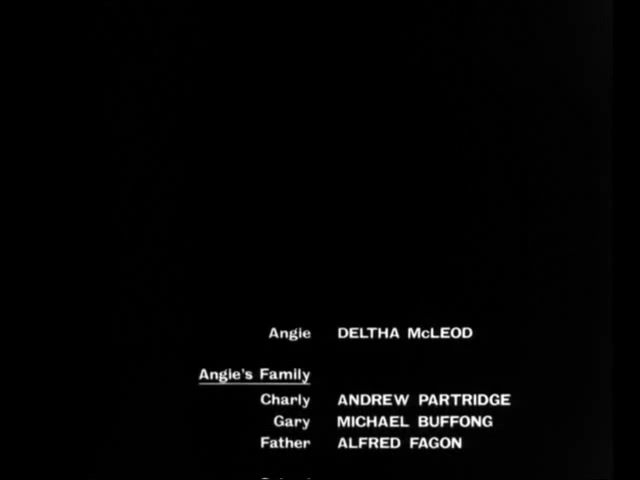 Angie DELTHA McLEOD
Angie's Family
Charly ANDREW PARTRIDGE
Gary MICHAEL BUFFONG
Father ALFRED FAGON